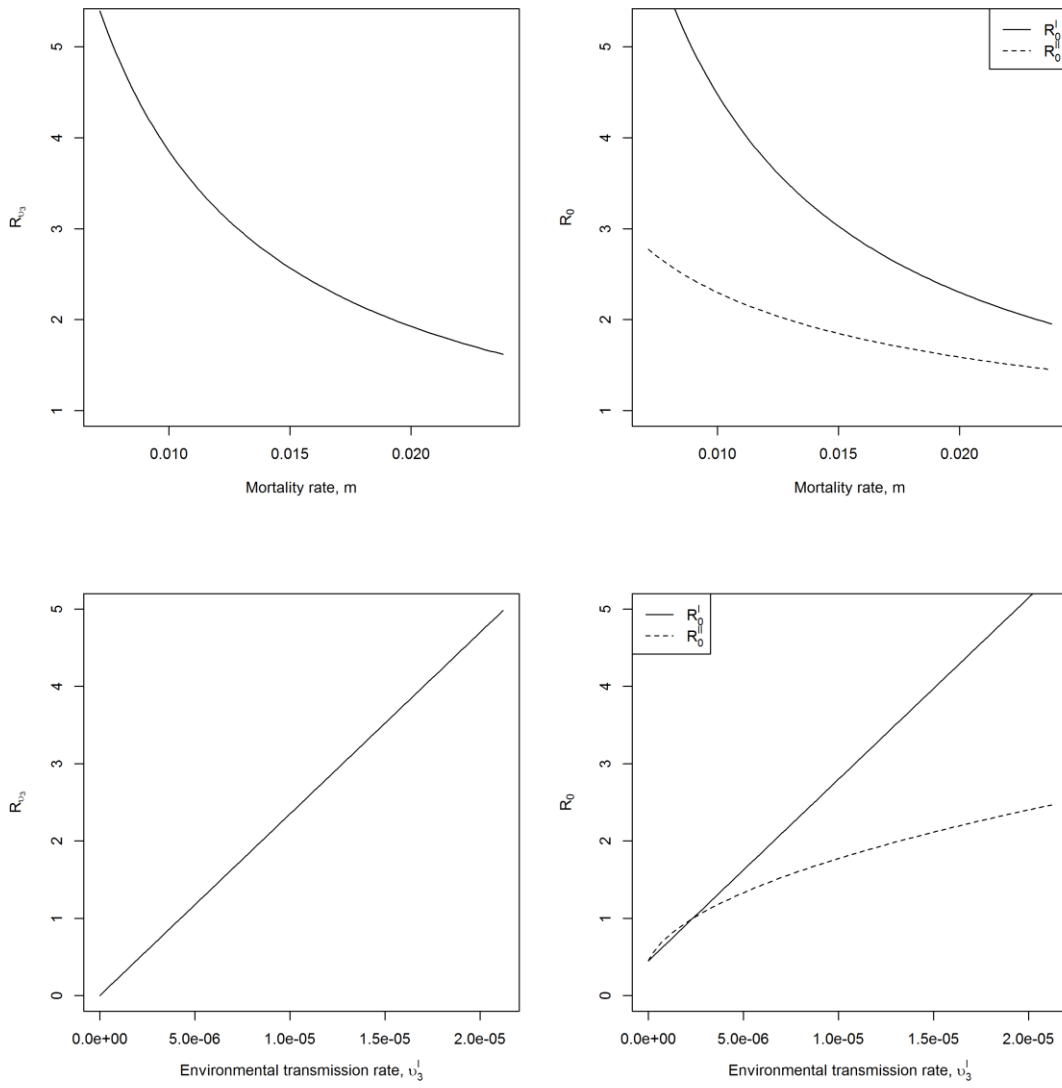 R_υ3
5
4
3
2
1
0.010 0.015 0.020
Mortality rate, m
R_0^I
R_0^II
R_0
5
4
3
2
1
0.010 0.015 0.020
Mortality rate, m
R_υ3
5
4
3
2
1
0
0.0e+00 5.0e-06 1.0e-05 1.5e-05 2.0e-05
Environmental transmission rate, υ_3^I
R_0^I
R_0^II
R_0
5
4
3
2
1
0
0.0e+00 5.0e-06 1.0e-05 1.5e-05 2.0e-05
Environmental transmission rate, υ_3^I